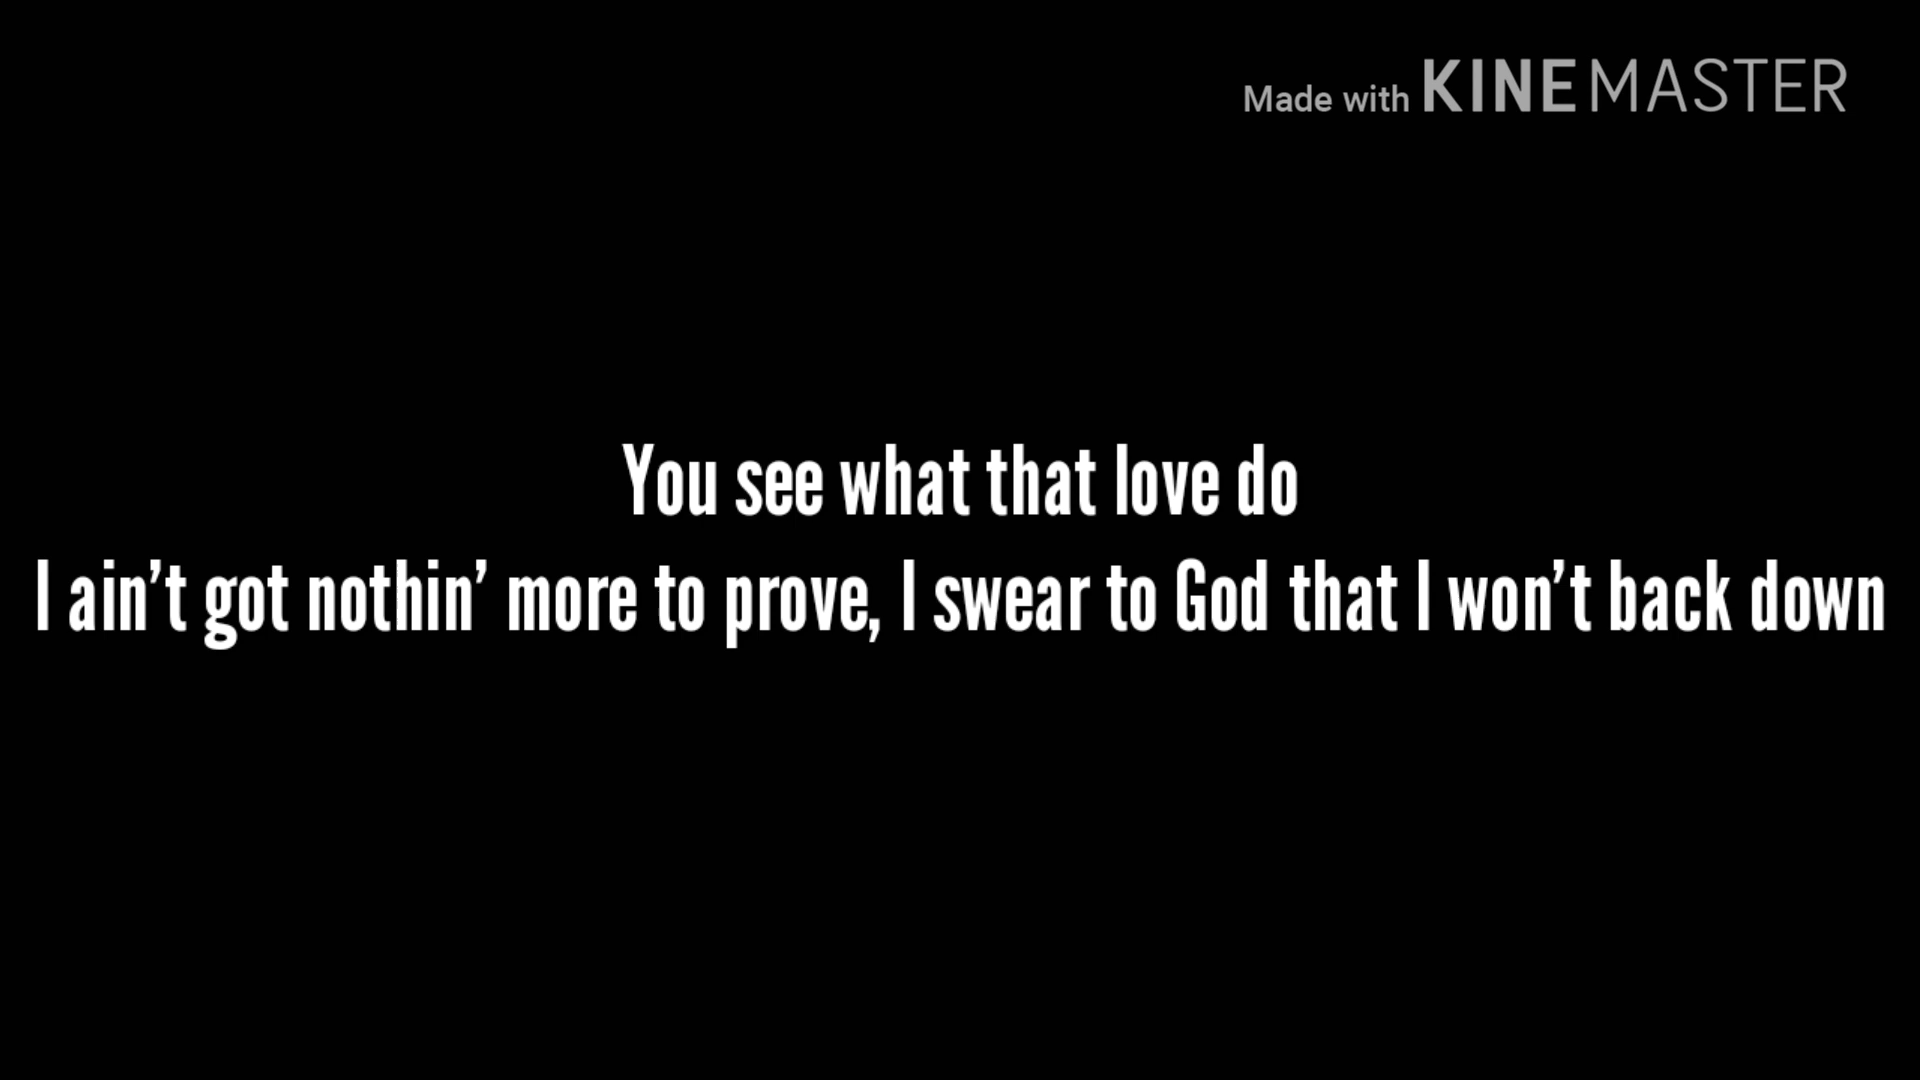 Made with KINEMASTER
You see what that love do
I ain’t got nothin’ more to prove, I swear to God that I won’t back down